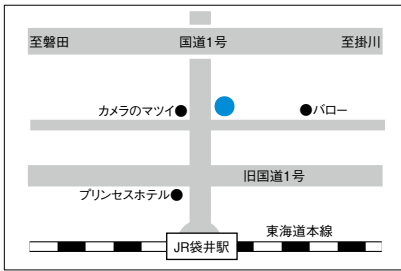 至磐田
国道1号
至掛川
カメラのマツイ
バロー
旧国道1号
プリンセスホテル
東海道本線
JR袋井駅